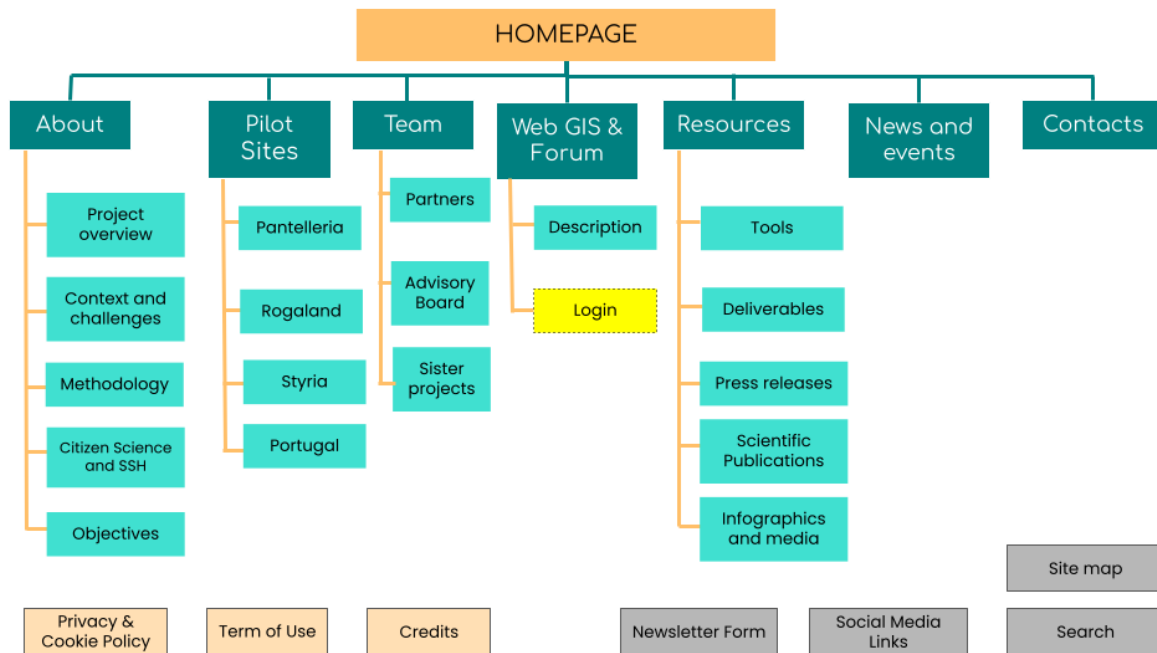 HOMEPAGE
About
Pilot
Sites
Team
Web GIS &
Forum
Resources
News and
events
Contacts
Project
overview
Context and
challenges
Methodology
Citizen Science
and SSH
Objectives
Pantelleria
Rogaland
Styria
Portugal
Partners
Advisory
Board
Sister
projects
Description
Login
Tools
Deliverables
Press releases
Scientific
Publications
Infographics
and media
Site map
Privacy &
Cookie Policy
Term of Use
Credits
Newsletter Form
Social Media
Links
Search